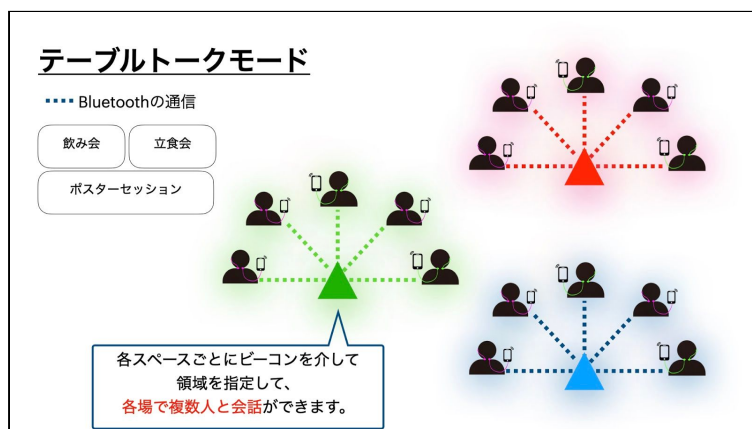 テーブルトークモード
Bluetoothの通信
飲み会
立食会
ポスターセッション
各スペースごとにビーコンを介して
領域を指定して、
各場で複数人と会話ができます。